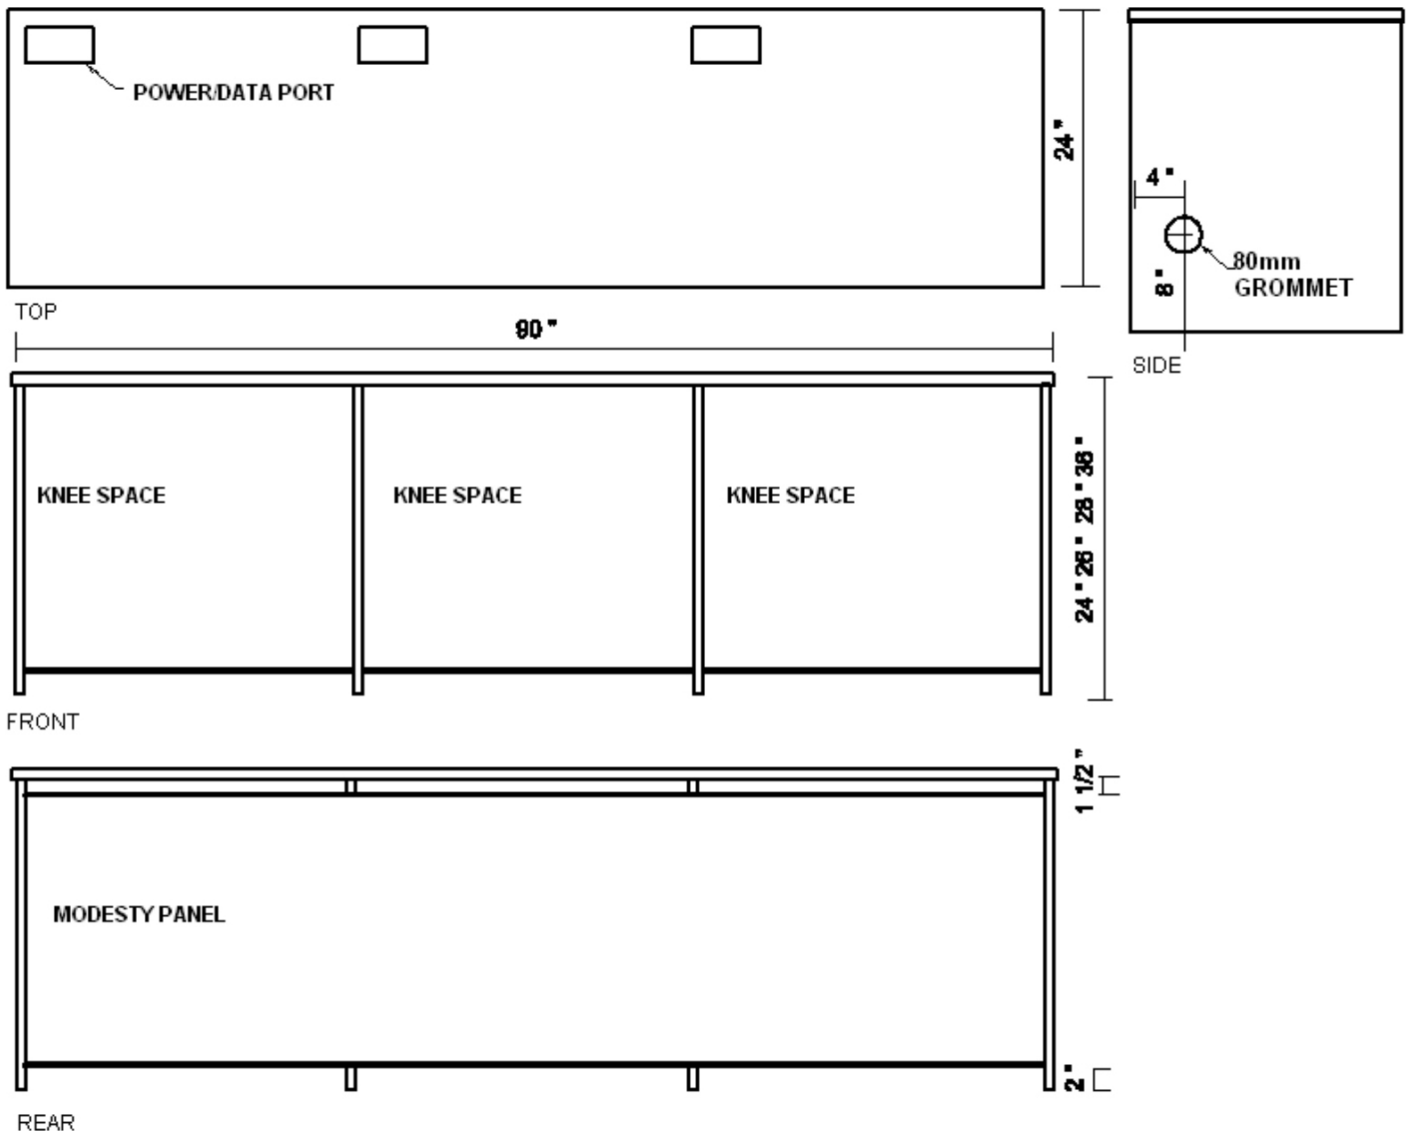 POWER/DATA PORT
24"
4"
80mm
GROMMET
8"
TOP
SIDE
90"
KNEE SPACE
KNEE SPACE
KNEE SPACE
24" 26" 28" 36"
FRONT
1 1/2"
MODESTY PANEL
2"
REAR